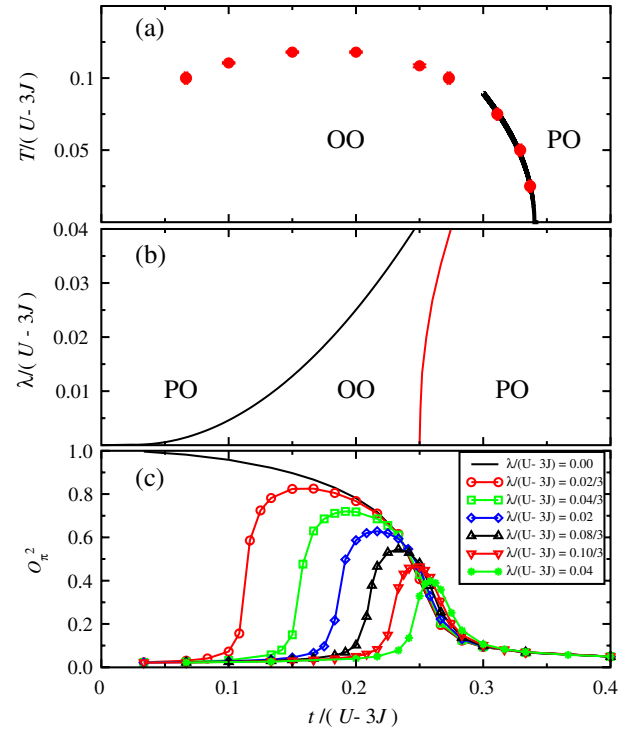 (a)
T/(U - 3J)
0.1
0.05
OO
PO
(b)
λ/(U - 3J)
0.04
0.03
0.02
0.01
PO
OO
PO
(c)
O_π^2
1.0
0.8
0.6
0.4
0.2
0.0
λ/(U- 3J) = 0.00
λ/(U- 3J) = 0.02/3
λ/(U- 3J) = 0.04/3
λ/(U- 3J) = 0.02
λ/(U- 3J) = 0.08/3
λ/(U- 3J) = 0.10/3
λ/(U- 3J) = 0.04
0
0.1
0.2
0.3
0.4
t/(U- 3J)